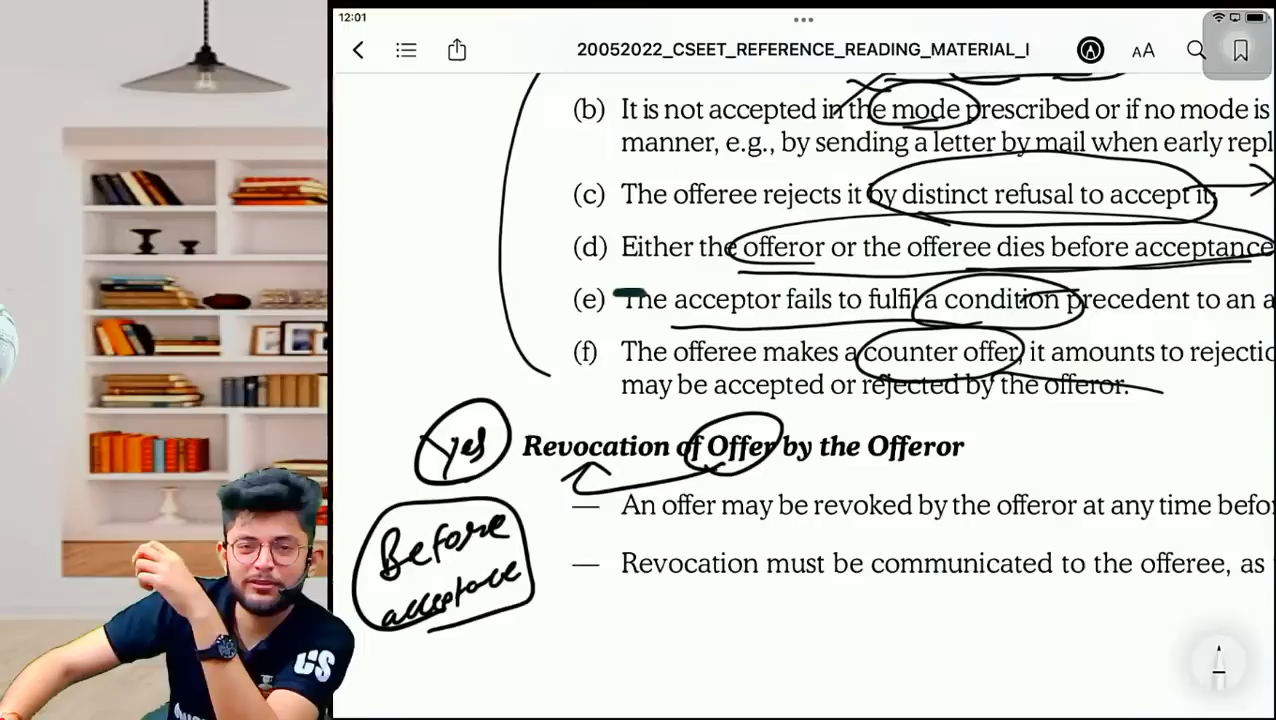 12:01
20052022_CSEET_REFERENCE_READING_MATERIAL_I
AA
(b) It is not accepted in the mode prescribed or if no mode is
manner, e.g., by sending a letter by mail when early repl
(c) The offeree rejects it by distinct refusal to accept it;
(d) Either the offeror or the offeree dies before acceptance
(e) The acceptor fails to fulfil a condition precedent to an a
(f) The offeree makes a counter offer, it amounts to rejectio
may be accepted or rejected by the offeror.
Yes
Revocation of Offer by the Offeror
— An offer may be revoked by the offeror at any time befo
Before
acceptance
— Revocation must be communicated to the offeree, as
CS